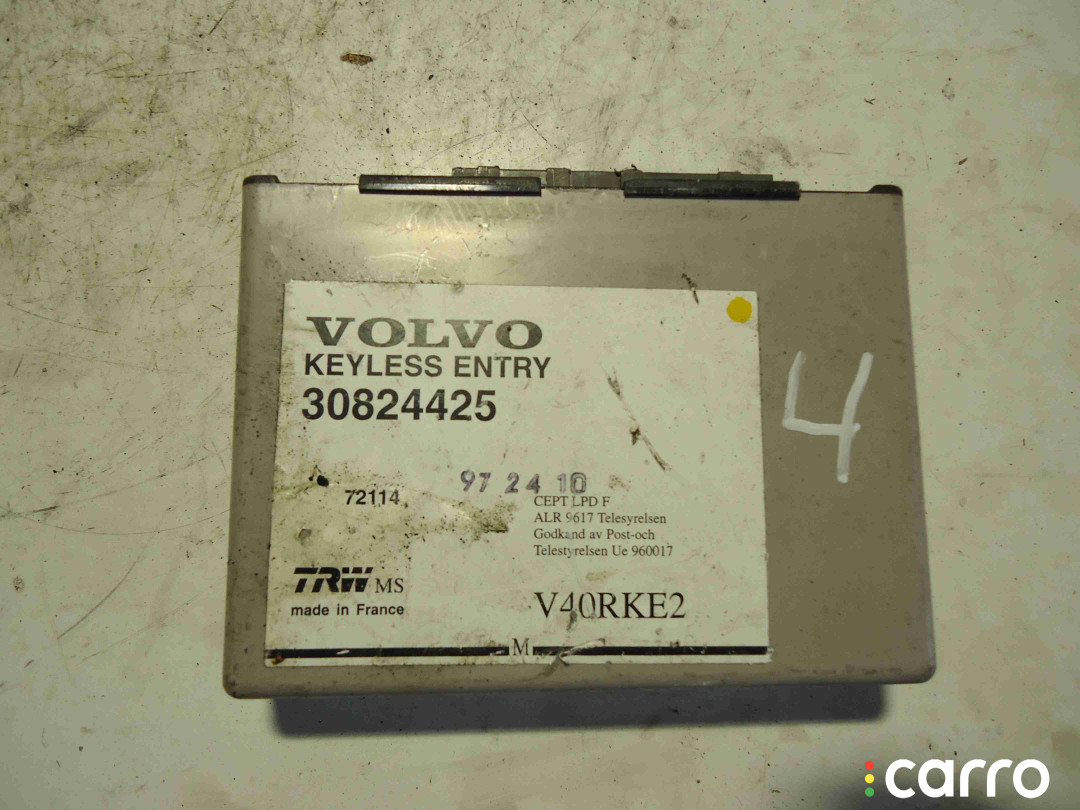 VOLVO
KEYLESS ENTRY
30824425
4
97 24 10
72114
CEPT LPD F
ALR 9617 Telesyrelsen
Godkand av Post-och
Telestyrelsen Ue 960017
TRW MS
made in France
V40RKE2
M
carro